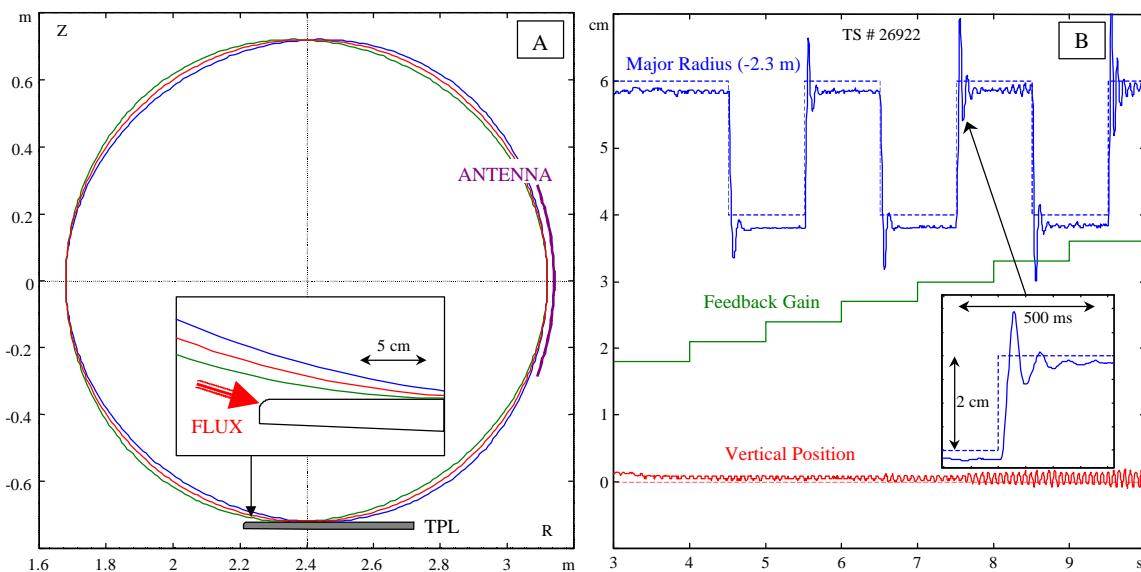 m
Z
A
0.6
0.4
0.2
0
-0.2
-0.4
-0.6
ANTENNA
5 cm
FLUX
TPL
R
1.6 1.8 2 2.2 2.4 2.6 2.8 m
cm
TS # 26922
B
Major Radius (-2.3 m)
6
5
4
3
2
1
0
Feedback Gain
500 ms
2 cm
Vertical Position
3 4 5 6 7 8 9 s